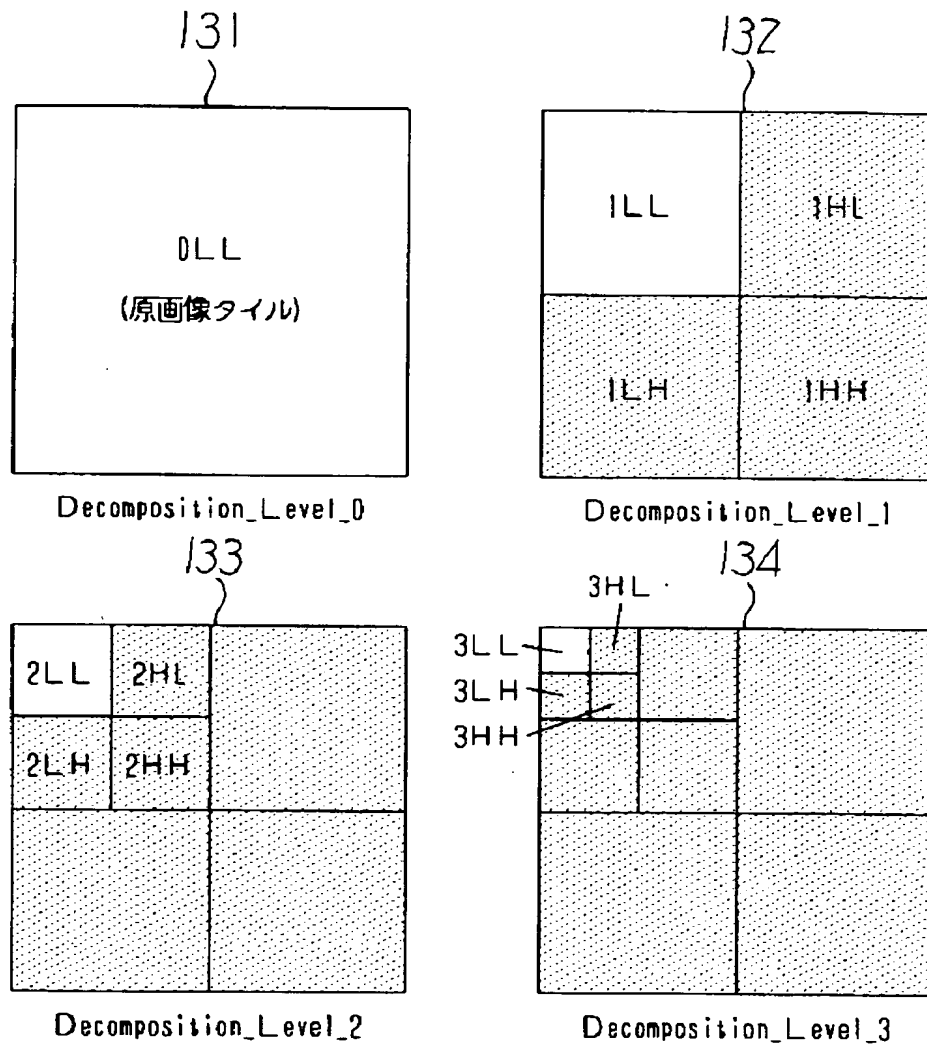 131
0LL
(原画像タイル)
Decomposition_Level_0
132
1LL
1HL
1LH
1HH
Decomposition_Level_1
133
2LL
2HL
2LH
2HH
Decomposition_Level_2
134
3HL
3LL
3LH
3HH
Decomposition_Level_3